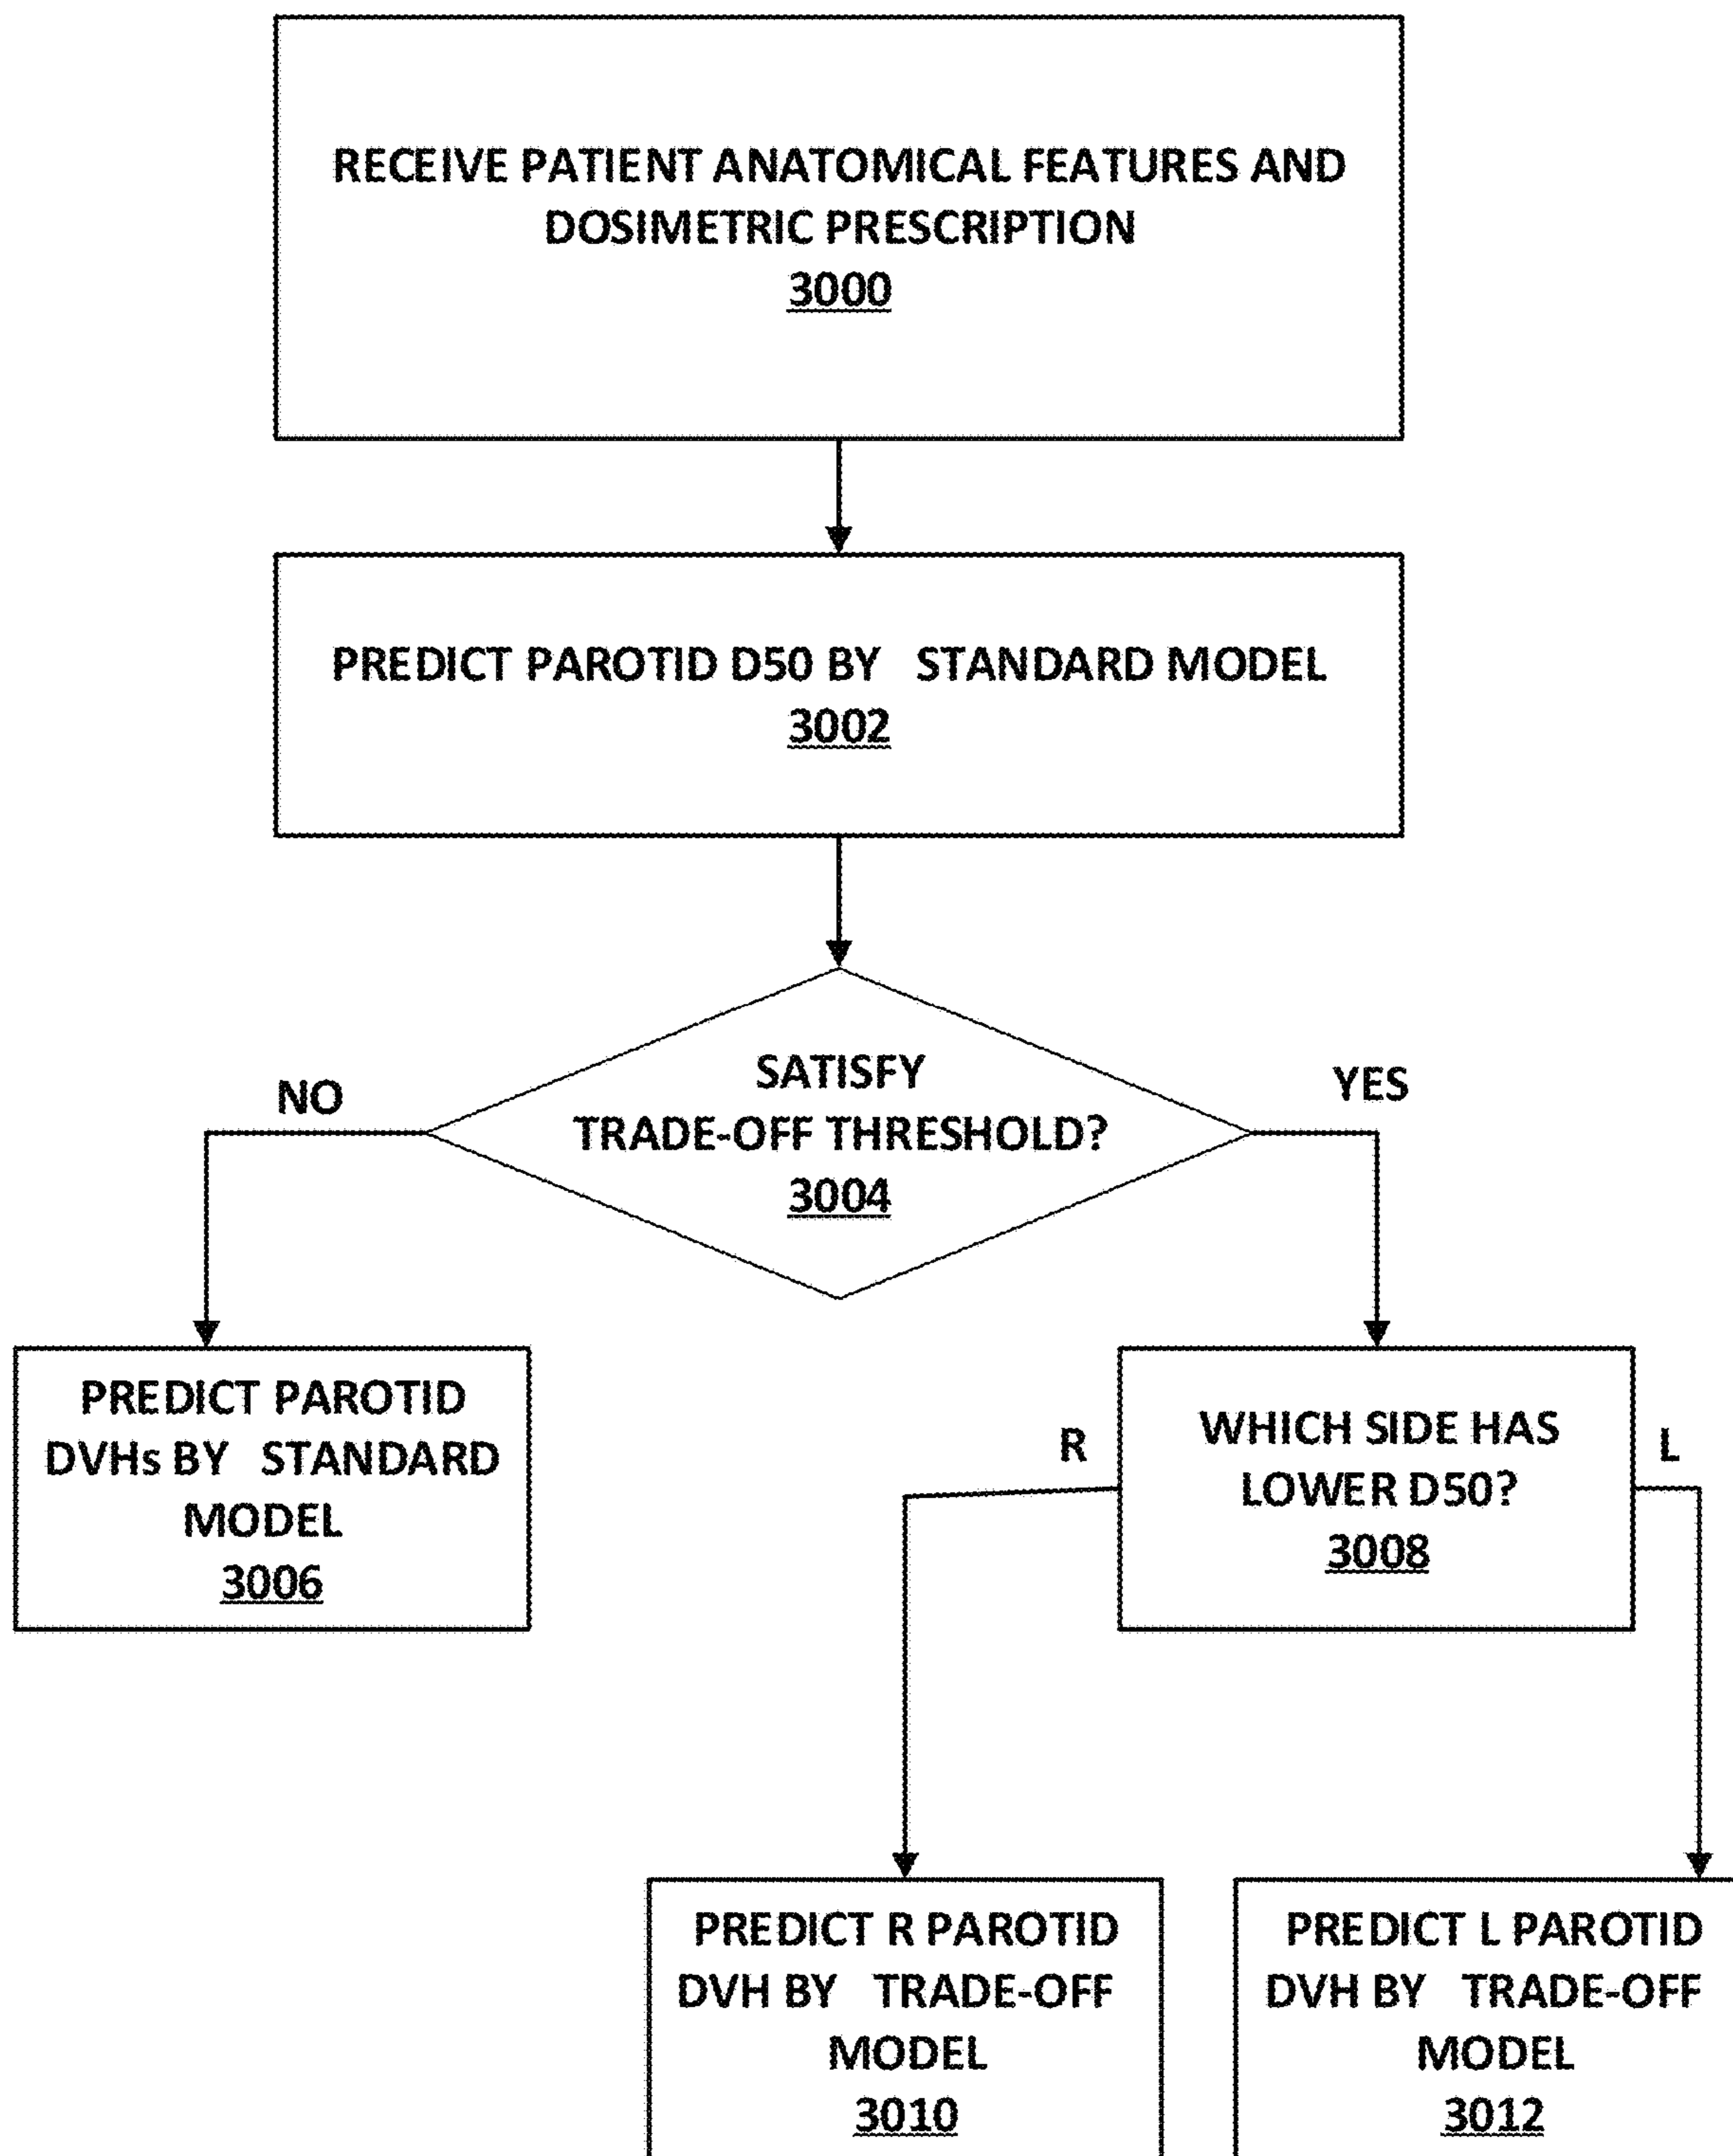 RECEIVE PATIENT ANATOMICAL FEATURES AND
DOSIMETRIC PRESCRIPTION
3000
PREDICT PAROTID D50 BY STANDARD MODEL
3002
SATISFY
TRADE-OFF THRESHOLD?
3004
NO
YES
PREDICT PAROTID
DVHs BY STANDARD
MODEL
3006
WHICH SIDE HAS
LOWER D50?
3008
R
L
PREDICT R PAROTID
DVH BY TRADE-OFF
MODEL
3010
PREDICT L PAROTID
DVH BY TRADE-OFF
MODEL
3012